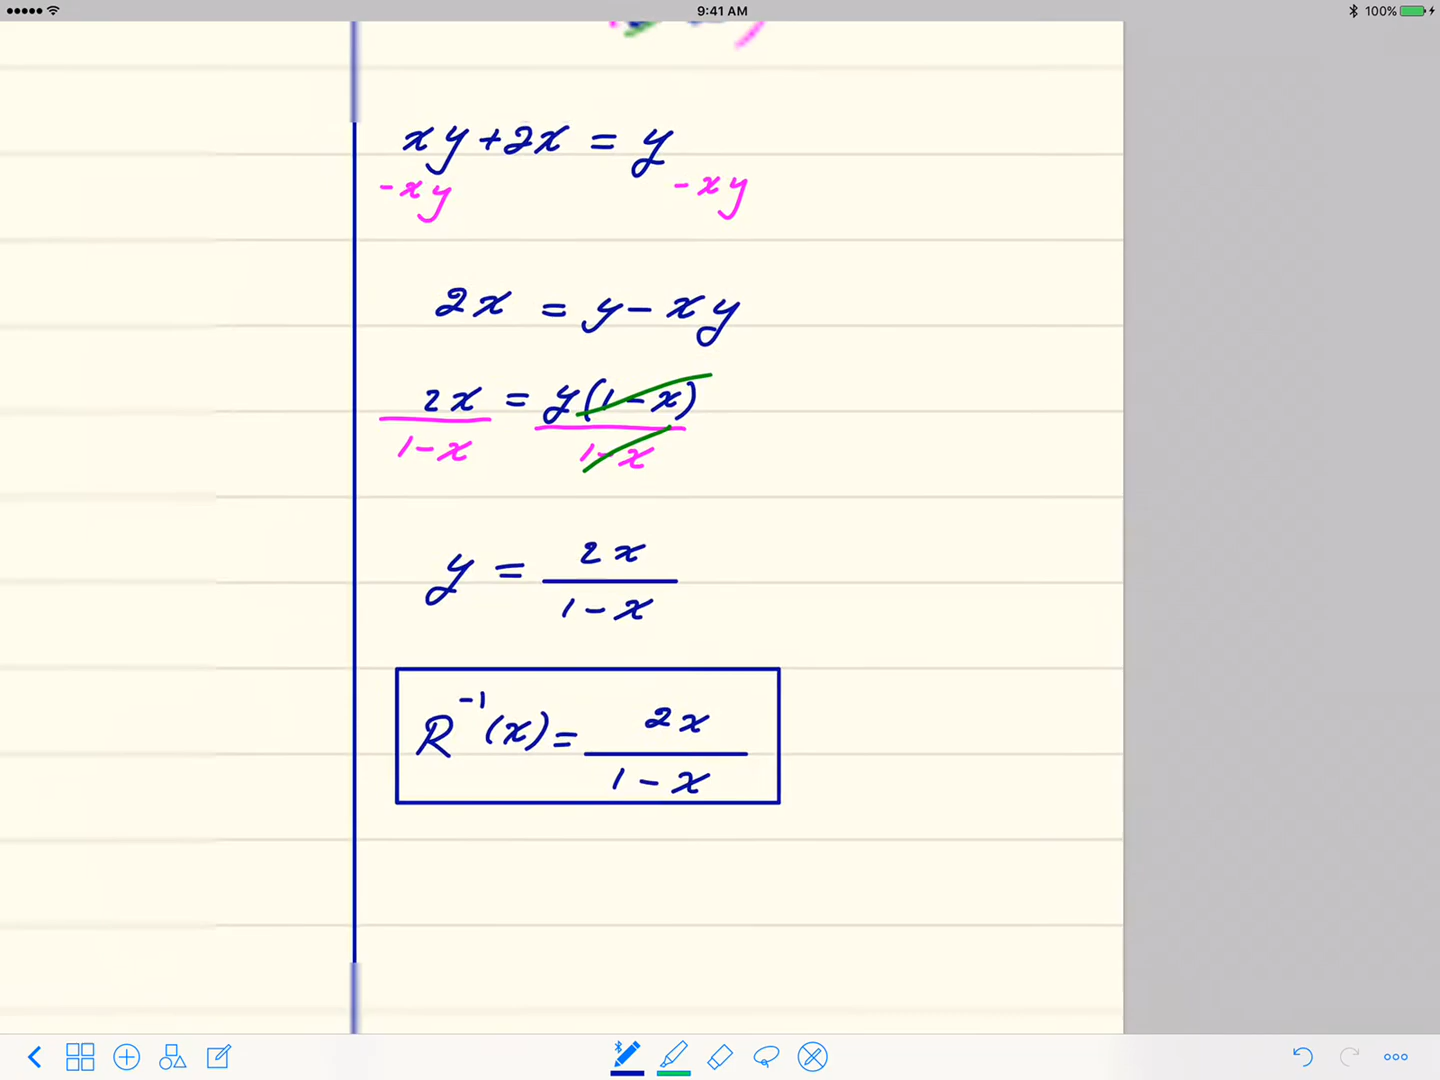 9:41 AM
100%
xy+2x = y
-xy -xy
2x = y - xy
2x = y(1-x)
1-x 1-x
y = 2x
1-x
R⁻¹(x) = 2x
1-x